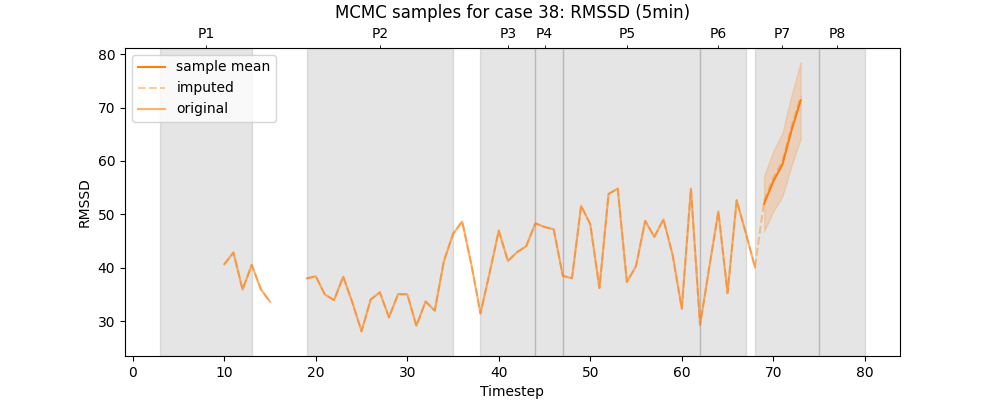 MCMC samples for case 38: RMSSD (5min)
P1 P2 P3 P4 P5 P6 P7 P8
sample mean
imputed
original
80
70
60
50
40
30
RMSSD
0 10 20 30 40 50 60 70 80
Timestep